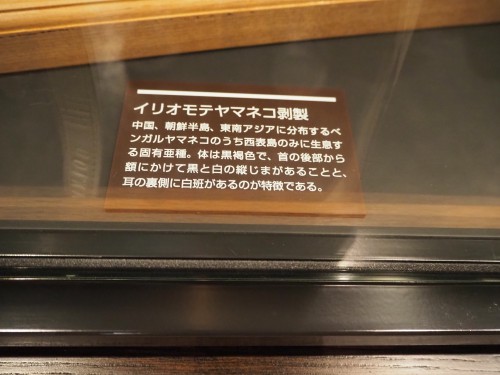 イリオモテヤマネコ剥製
中国、朝鮮半島、東南アジアに分布するベ
ンガルヤマネコのうち西表島のみに生息す
る固有亜種。体は黒褐色で、首の後部から
額にかけて黒と白の縦じまがあることと、
耳の裏側に白斑があるのが特徴である。